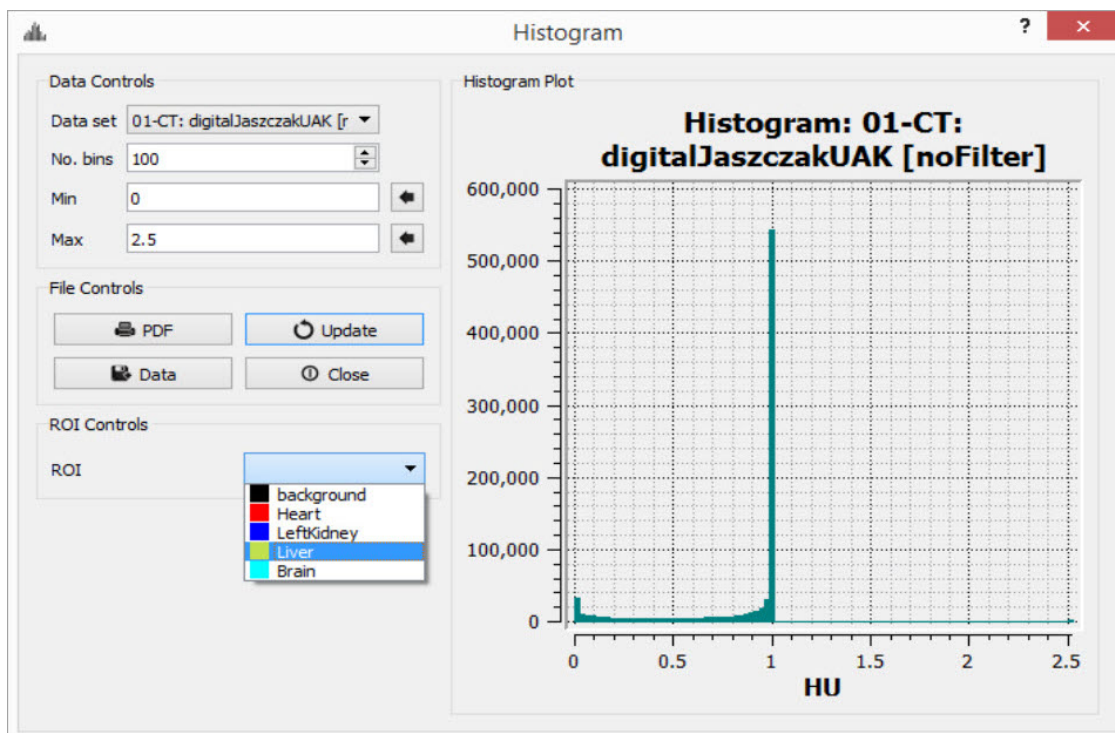 Histogram
?
Data Controls
Data set 01-CT: digitalJaszczakUAK [r
No. bins 100
Min 0
Max 2.5
File Controls
PDF Update
Data Close
ROI Controls
ROI
background
Heart
LeftKidney
Liver
Brain
Histogram Plot
Histogram: 01-CT:
digitalJaszczakUAK [noFilter]
600,000
500,000
400,000
300,000
200,000
100,000
0
0 0.5 1 1.5 2 2.5
HU